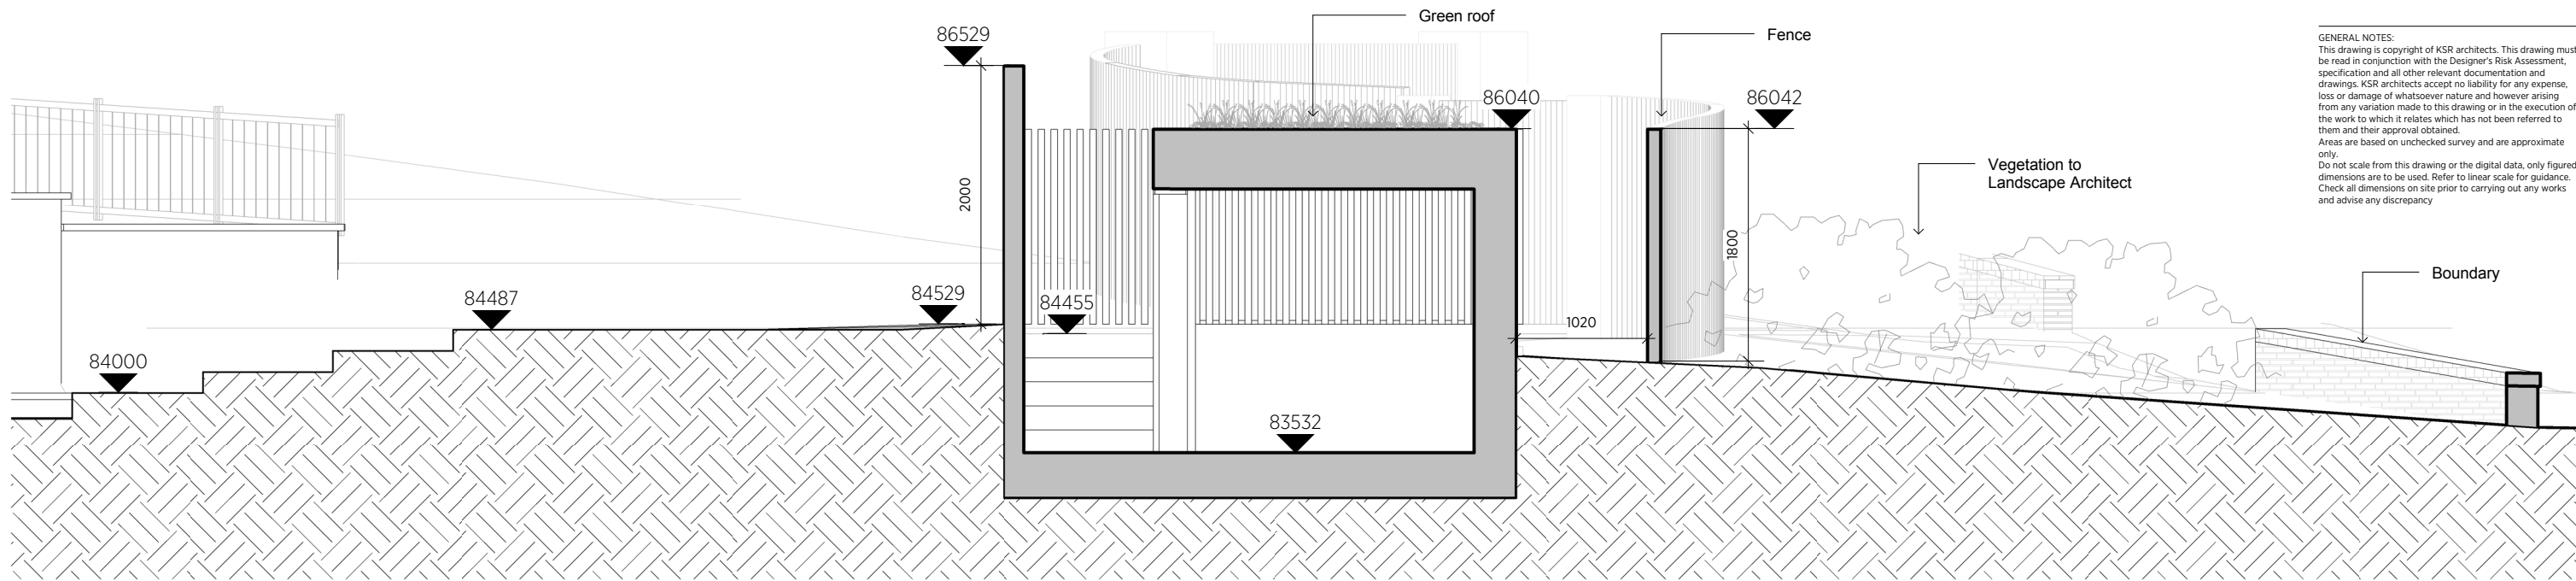 Green roof
86529
Fence
86040
86042
Vegetation to
Landscape Architect
2000
1800
Boundary
84487
84529
84455
1020
84000
83532
GENERAL NOTES:
This drawing is copyright of KSR architects. This drawing must
be read in conjunction with the Designer's Risk Assessment,
specification and all other relevant documentation and
drawings. KSR architects accept no liability for any expense,
loss or damage of whatsoever nature and however arising
from any variation made to this drawing or in the execution of
the work to which it relates which has not been referred to
them and their approval obtained.
Areas are based on unchecked survey and are approximate
only.
Do not scale from this drawing or the digital data, only figured
dimensions are to be used. Refer to linear scale for guidance.
Check all dimensions on site prior to carrying out any works
and advise any discrepancy